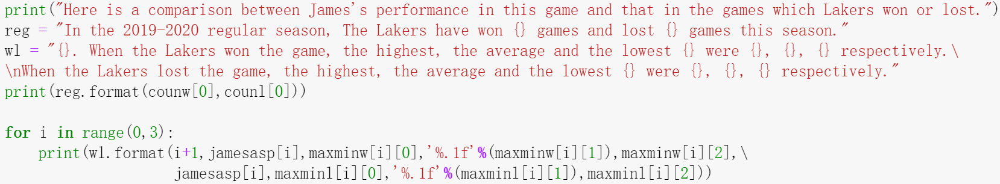 print("Here is a comparison between James's performance in this game and that in the games which Lakers won or lost.")
reg = "In the 2019-2020 regular season, The Lakers have won {} games and lost {} games this season."
wl = "{}. When the Lakers won the game, the highest, the average and the lowest {} were {}, {}, {} respectively.\
\nWhen the Lakers lost the game, the highest, the average and the lowest {} were {}, {}, {} respectively."
print(reg.format(counw[0],counl[0]))
for i in range(0,3):
    print(wl.format(i+1,jamesasp[i],maxminw[i][0],'%.1f'%(maxminw[i][1]),maxminw[i][2],\
                    jamesasp[i],maxminl[i][0],'%.1f'%(maxminl[i][1]),maxminl[i][2]))